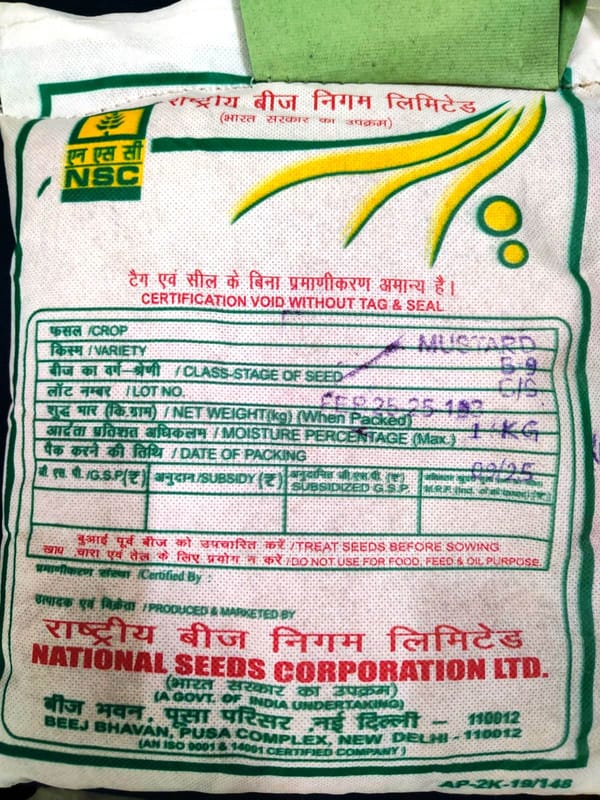 राष्ट्रीय बीज निगम लिमिटेड
(भारत सरकार का उपक्रम)
एन एस सी
NSC
टैग एवं सील के बिना प्रमाणीकरण अमान्य है।
CERTIFICATION VOID WITHOUT TAG & SEAL
फसल /CROP MUSTARD
किस्म / VARIETY B-9
बीज का वर्ग-श्रेणी / CLASS-STAGE OF SEED C/S
लॉट नम्बर / LOT NO.
शुद्ध भार (कि.ग्राम) / NET WEIGHT(kg) (When Packed) 1 KG
आर्द्रता प्रतिशत अधिकतम / MOISTURE PERCENTAGE (Max.)
पैक करने की तिथि / DATE OF PACKING 02/25
जी. एस. पी. /G.S.P.(₹) अनुदान/SUBSIDY (₹) अनुदानित जी.एस.पी. (₹)
SUBSIDIZED G.S.P. M.R.P.
बुआई पूर्व बीज को उपचारित करें /TREAT SEEDS BEFORE SOWING
खाद्य चारा एवं तेल के लिए प्रयोग न करें /DO NOT USE FOR FOOD, FEED & OIL PURPOSE.
प्रमाणीकरण संस्था /Certified By :
उत्पादक एवं विक्रेता /PRODUCED & MARKETED BY
राष्ट्रीय बीज निगम लिमिटेड
NATIONAL SEEDS CORPORATION LTD.
(भारत सरकार का उपक्रम)
(A GOVT. OF INDIA UNDERTAKING)
बीज भवन, पूसा परिसर नई दिल्ली - 110012
BEEJ BHAVAN, PUSA COMPLEX, NEW DELHI - 110012
(AN ISO 9001 & 14001 CERTIFIED COMPANY)
AP-2K-19/148